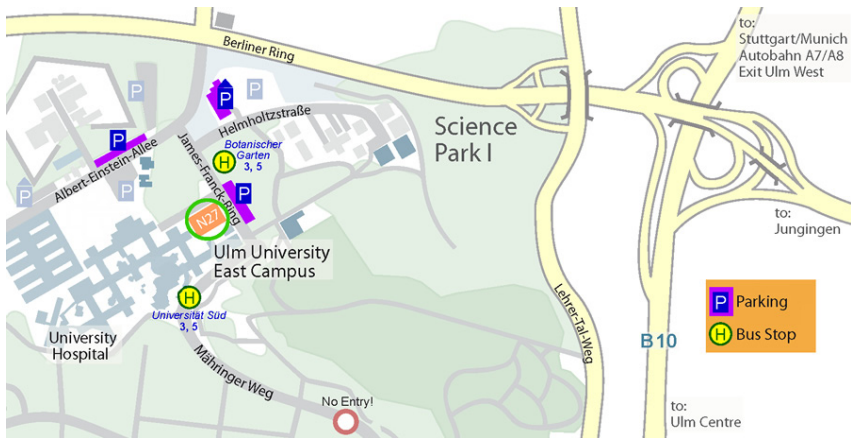 to:
Stuttgart/Munich
Autobahn A7/A8
Exit Ulm West
Berliner Ring
P
P
P
Helmholtzstraße
Science
Park I
P
Albert-Einstein-Allee
James-Franck-Ring
Botanischer
Garten
3, 5
H
P
P
P
N27
to:
Jungingen
Ulm University
East Campus
H
Universität Süd
3, 5
University
Hospital
Mähringer Weg
No Entry!
Lehrer-Tal-Weg
B10
P Parking
H Bus Stop
to:
Ulm Centre